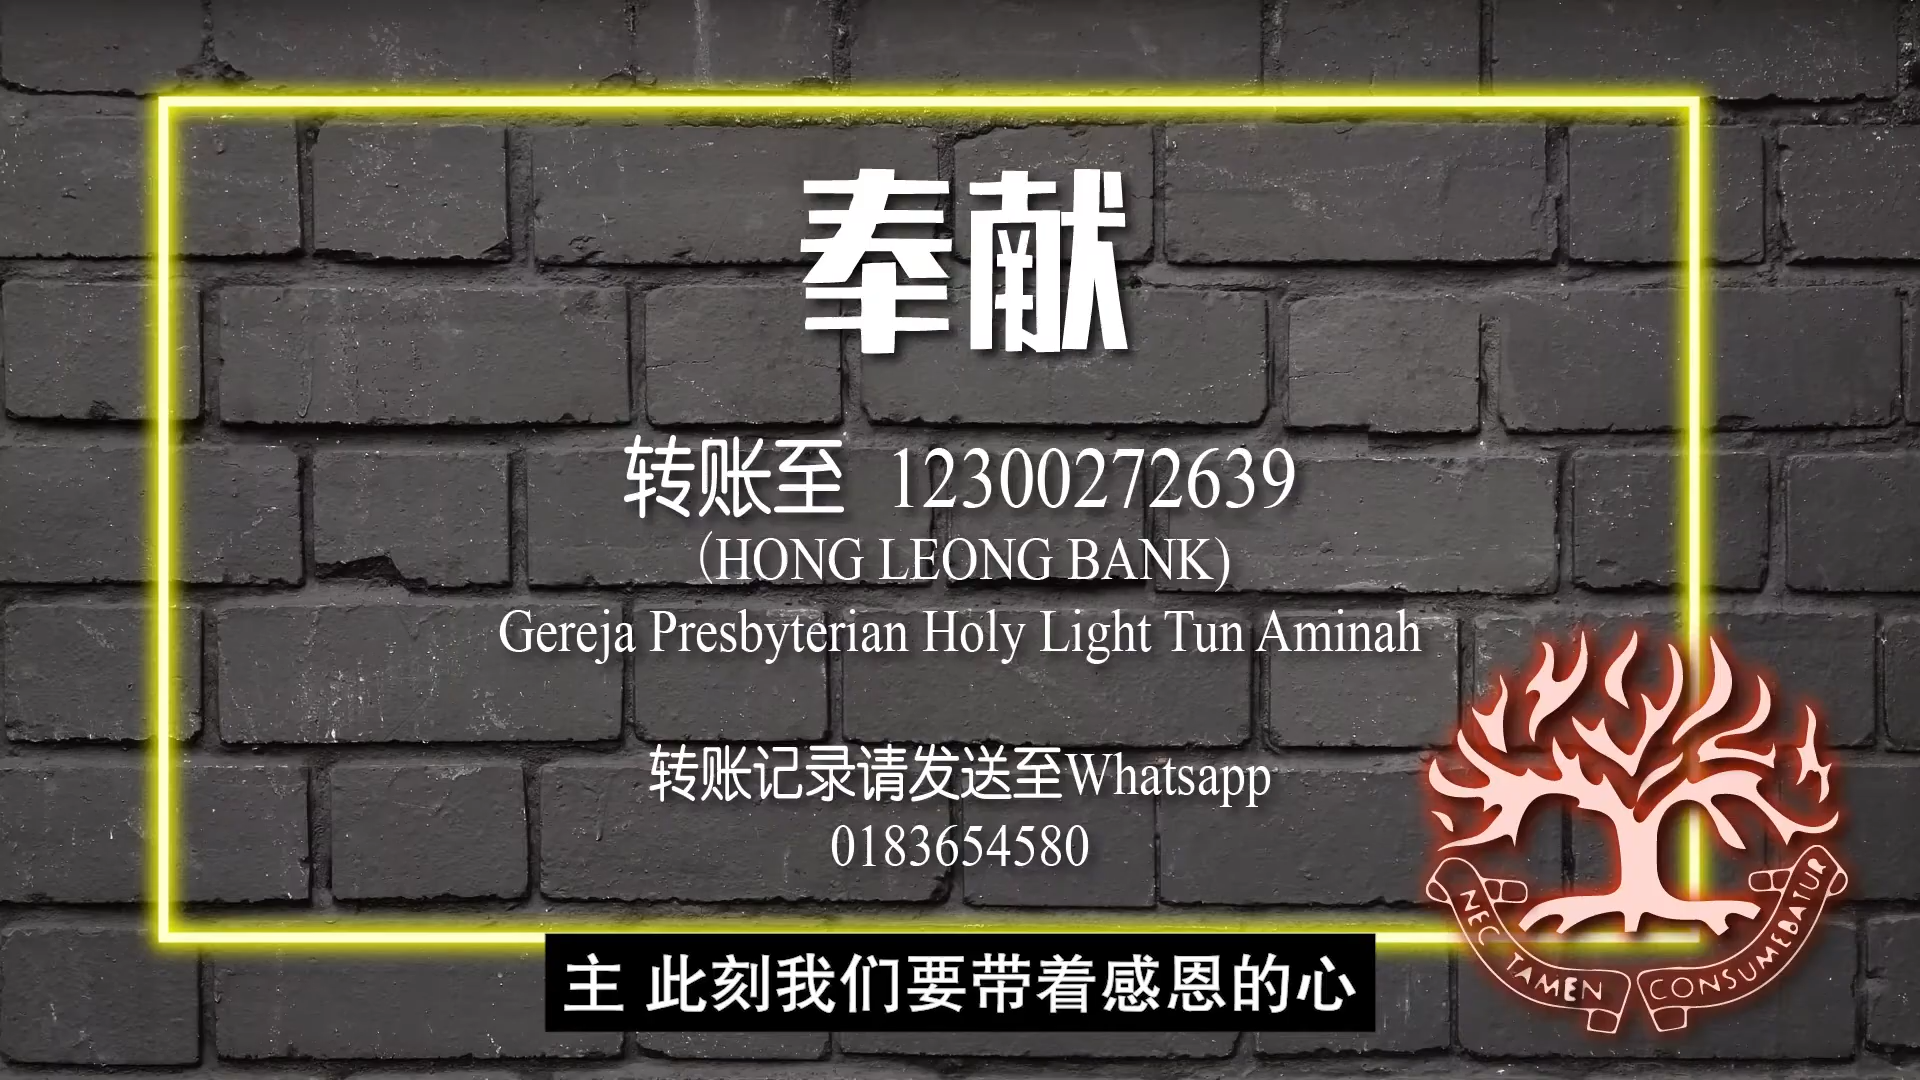 奉献
转账至 12300272639
(HONG LEONG BANK)
Gereja Presbyterian Holy Light Tun Aminah
转账记录请发送至Whatsapp
0183654580
NEC TAMEN CONSUMEBATUR
主 此刻我们要带着感恩的心